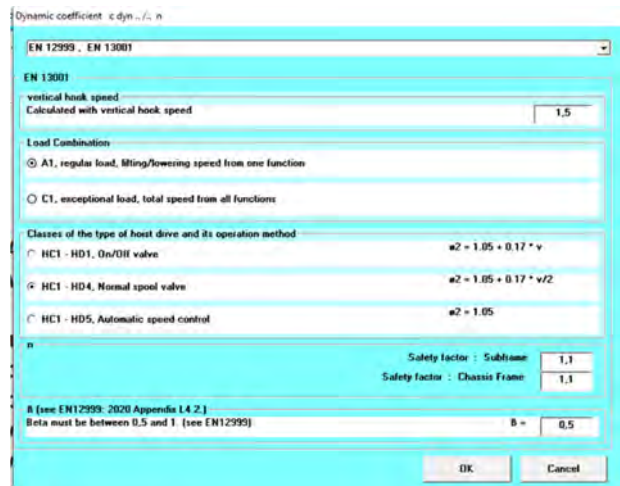 Dynamic coefficient c dyn ../.. n
EN 12999 , EN 13001
EN 13001
vertical hook speed
Calculated with vertical hook speed 1,5
Load Combination
A1, regular load, lifting/lowering speed from one function
C1, exceptional load, total speed from all functions
Classes of the type of hoist drive and its operation method
HC1 - HD1, On/Off valve ø2 = 1.05 + 0.17 * v
HC1 - HD4, Normal spool valve ø2 = 1.05 + 0.17 * v/2
HC1 - HD5, Automatic speed control ø2 = 1.05
n
Safety factor : Subframe 1,1
Safety factor : Chassis Frame 1,1
ß (see EN12999: 2020 Appendix L4.2.)
Beta must be between 0,5 and 1. (see EN12999) ß = 0,5
OK Cancel